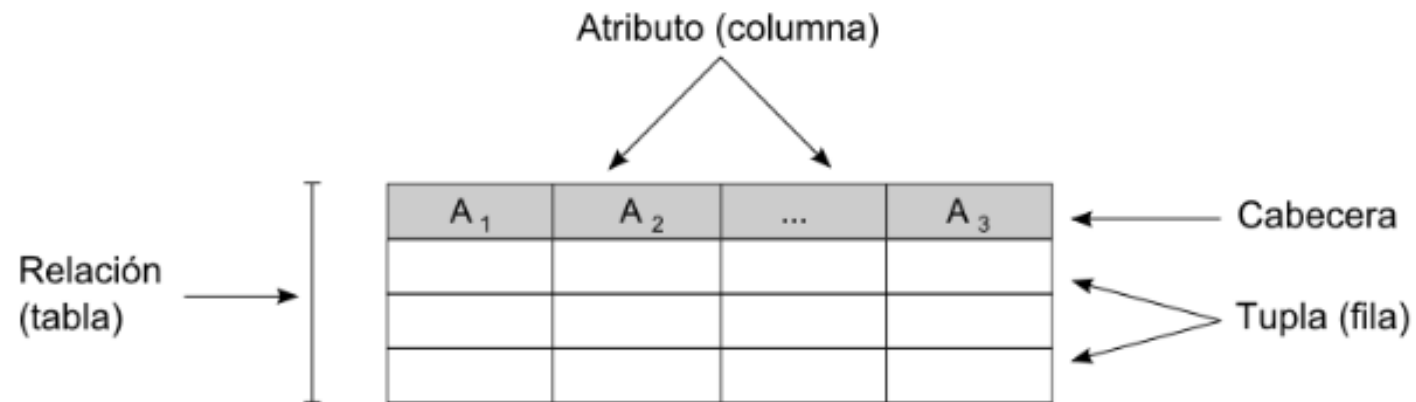 Atributo (columna)
A 1 A 2 ... A 3
Cabecera
Relación
(tabla)
Tupla (fila)